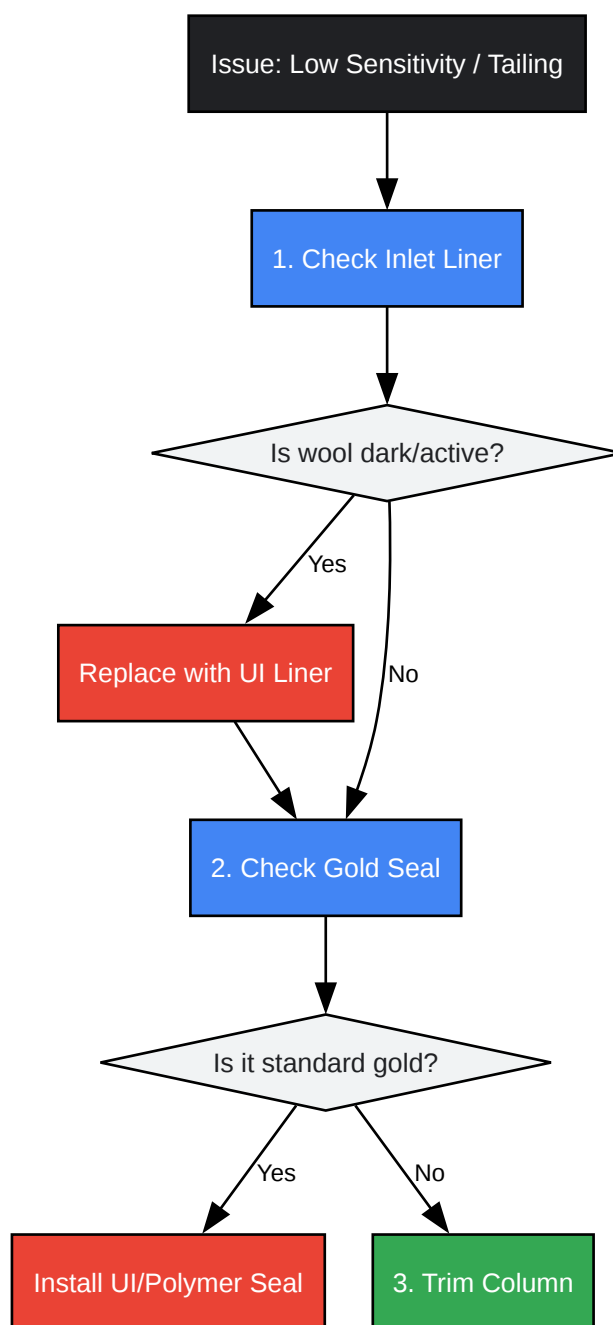 Issue: Low Sensitivity / Tailing
1. Check Inlet Liner
Is wool dark/active?
Yes
Replace with UI Liner
No
2. Check Gold Seal
Is it standard gold?
Yes
No
Install UI/Polymer Seal
3. Trim Column